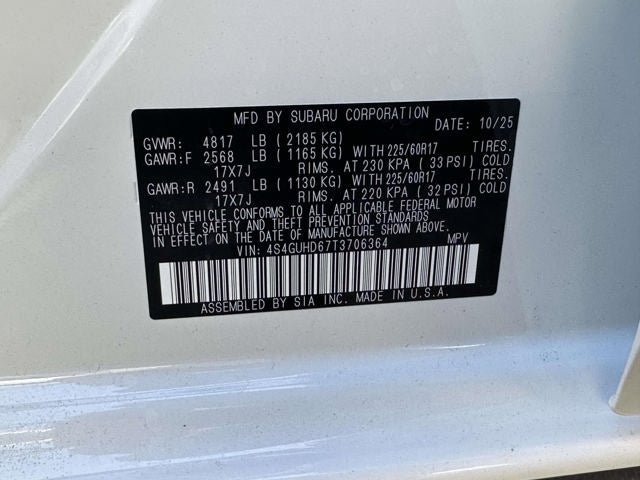 MFD BY SUBARU CORPORATION
DATE: 10/25
GVWR: 4817 LB (2185 KG)
GAWR:F 2568 LB (1165 KG) WITH 225/60R17 TIRES.
17X7J RIMS. AT 230 KPA (33 PSI) COLD
GAWR:R 2491 LB (1130 KG) WITH 225/60R17 TIRES.
17X7J RIMS. AT 220 KPA (32 PSI) COLD
THIS VEHICLE CONFORMS TO ALL APPLICABLE FEDERAL MOTOR
VEHICLE SAFETY AND THEFT PREVENTION STANDARDS
IN EFFECT ON THE DATE OF MANUFACTURE SHOWN ABOVE.
VIN: 4S4GUHD67T3706364 MPV
ASSEMBLED BY SIA INC. MADE IN U.S.A.